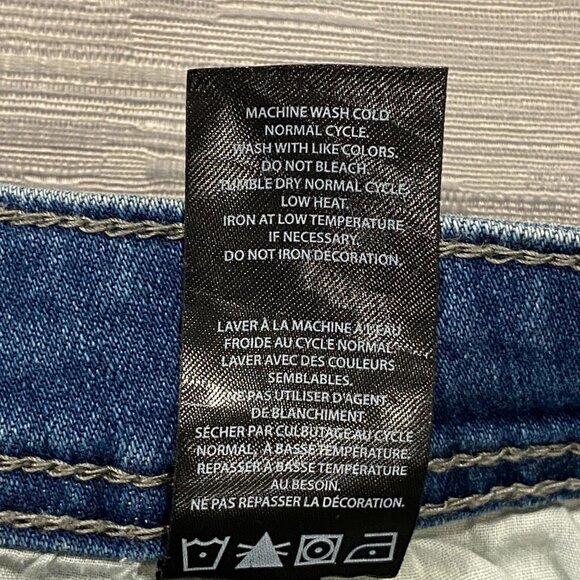 MACHINE WASH COLD
NORMAL CYCLE.
WASH WITH LIKE COLORS.
DO NOT BLEACH.
TUMBLE DRY NORMAL CYCLE,
LOW HEAT.
IRON AT LOW TEMPERATURE
IF NECESSARY.
DO NOT IRON DECORATION.
LAVER À LA MACHINE À L'EAU
FROIDE AU CYCLE NORMAL.
LAVER AVEC DES COULEURS
SEMBLABLES.
NE PAS UTILISER D'AGENT
DE BLANCHIMENT.
SÉCHER PAR CULBUTAGE AU CYCLE
NORMAL, À BASSE TEMPÉRATURE
REPASSER À BASSE TEMPÉRATURE
AU BESOIN.
NE PAS REPASSER LA DÉCORATION.